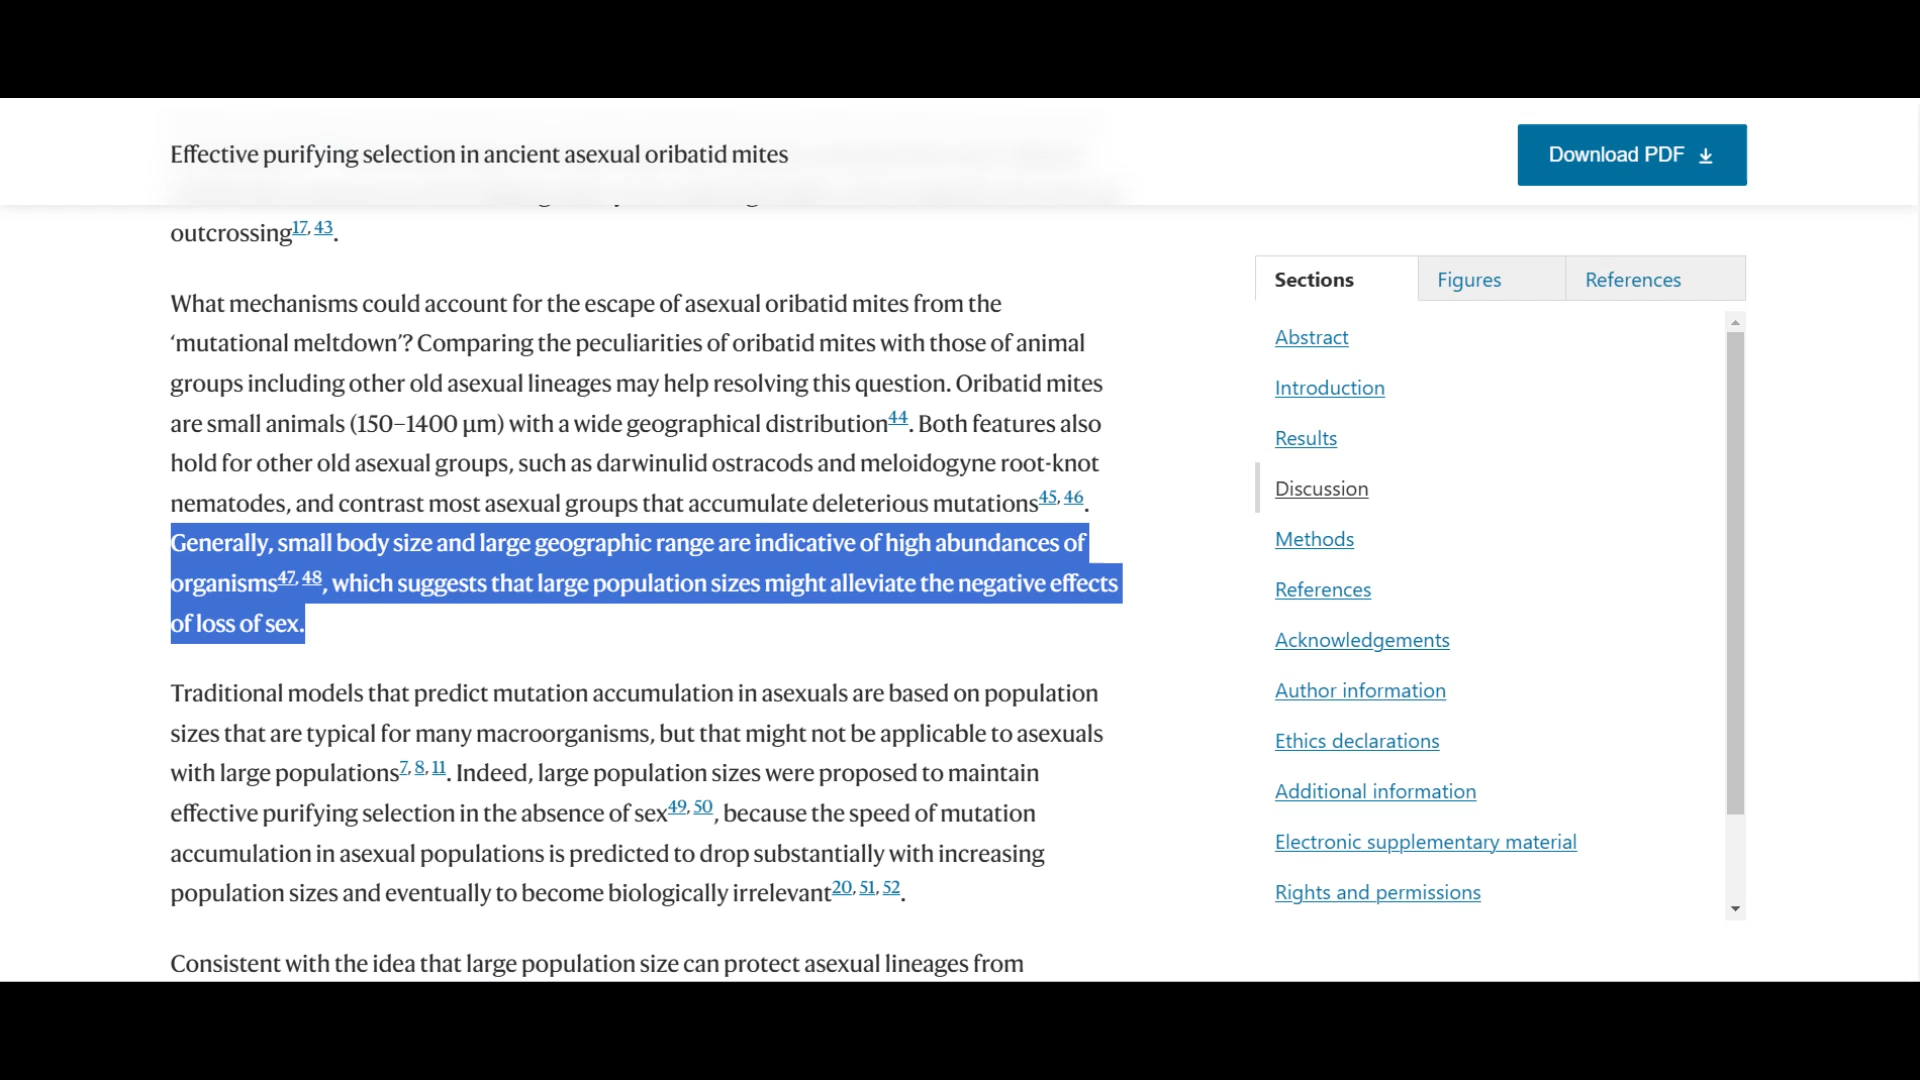 Effective purifying selection in ancient asexual oribatid mites
Download PDF
outcrossing17, 43.
What mechanisms could account for the escape of asexual oribatid mites from the
‘mutational meltdown’? Comparing the peculiarities of oribatid mites with those of animal
groups including other old asexual lineages may help resolving this question. Oribatid mites
are small animals (150–1400 µm) with a wide geographical distribution44. Both features also
hold for other old asexual groups, such as darwinulid ostracods and meloidogyne root-knot
nematodes, and contrast most asexual groups that accumulate deleterious mutations45, 46.
Generally, small body size and large geographic range are indicative of high abundances of
organisms47, 48, which suggests that large population sizes might alleviate the negative effects
of loss of sex.
Traditional models that predict mutation accumulation in asexuals are based on population
sizes that are typical for many macroorganisms, but that might not be applicable to asexuals
with large populations7, 8, 11. Indeed, large population sizes were proposed to maintain
effective purifying selection in the absence of sex49, 50, because the speed of mutation
accumulation in asexual populations is predicted to drop substantially with increasing
population sizes and eventually to become biologically irrelevant20, 51, 52.
Consistent with the idea that large population size can protect asexual lineages from
Sections
Figures
References
Abstract
Introduction
Results
Discussion
Methods
References
Acknowledgements
Author information
Ethics declarations
Additional information
Electronic supplementary material
Rights and permissions